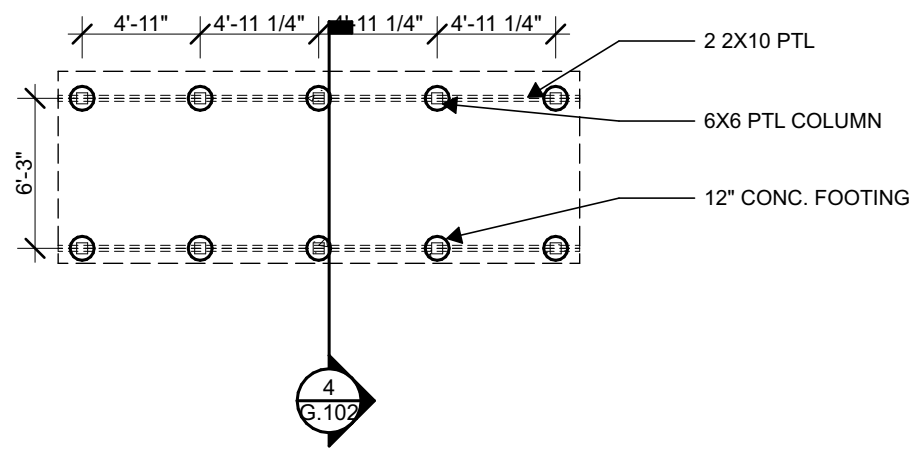 4'-11" 4'-11 1/4" 4'-11 1/4" 4'-11 1/4"
2 2X10 PTL
6X6 PTL COLUMN
6'-3"
12" CONC. FOOTING
4
G.102